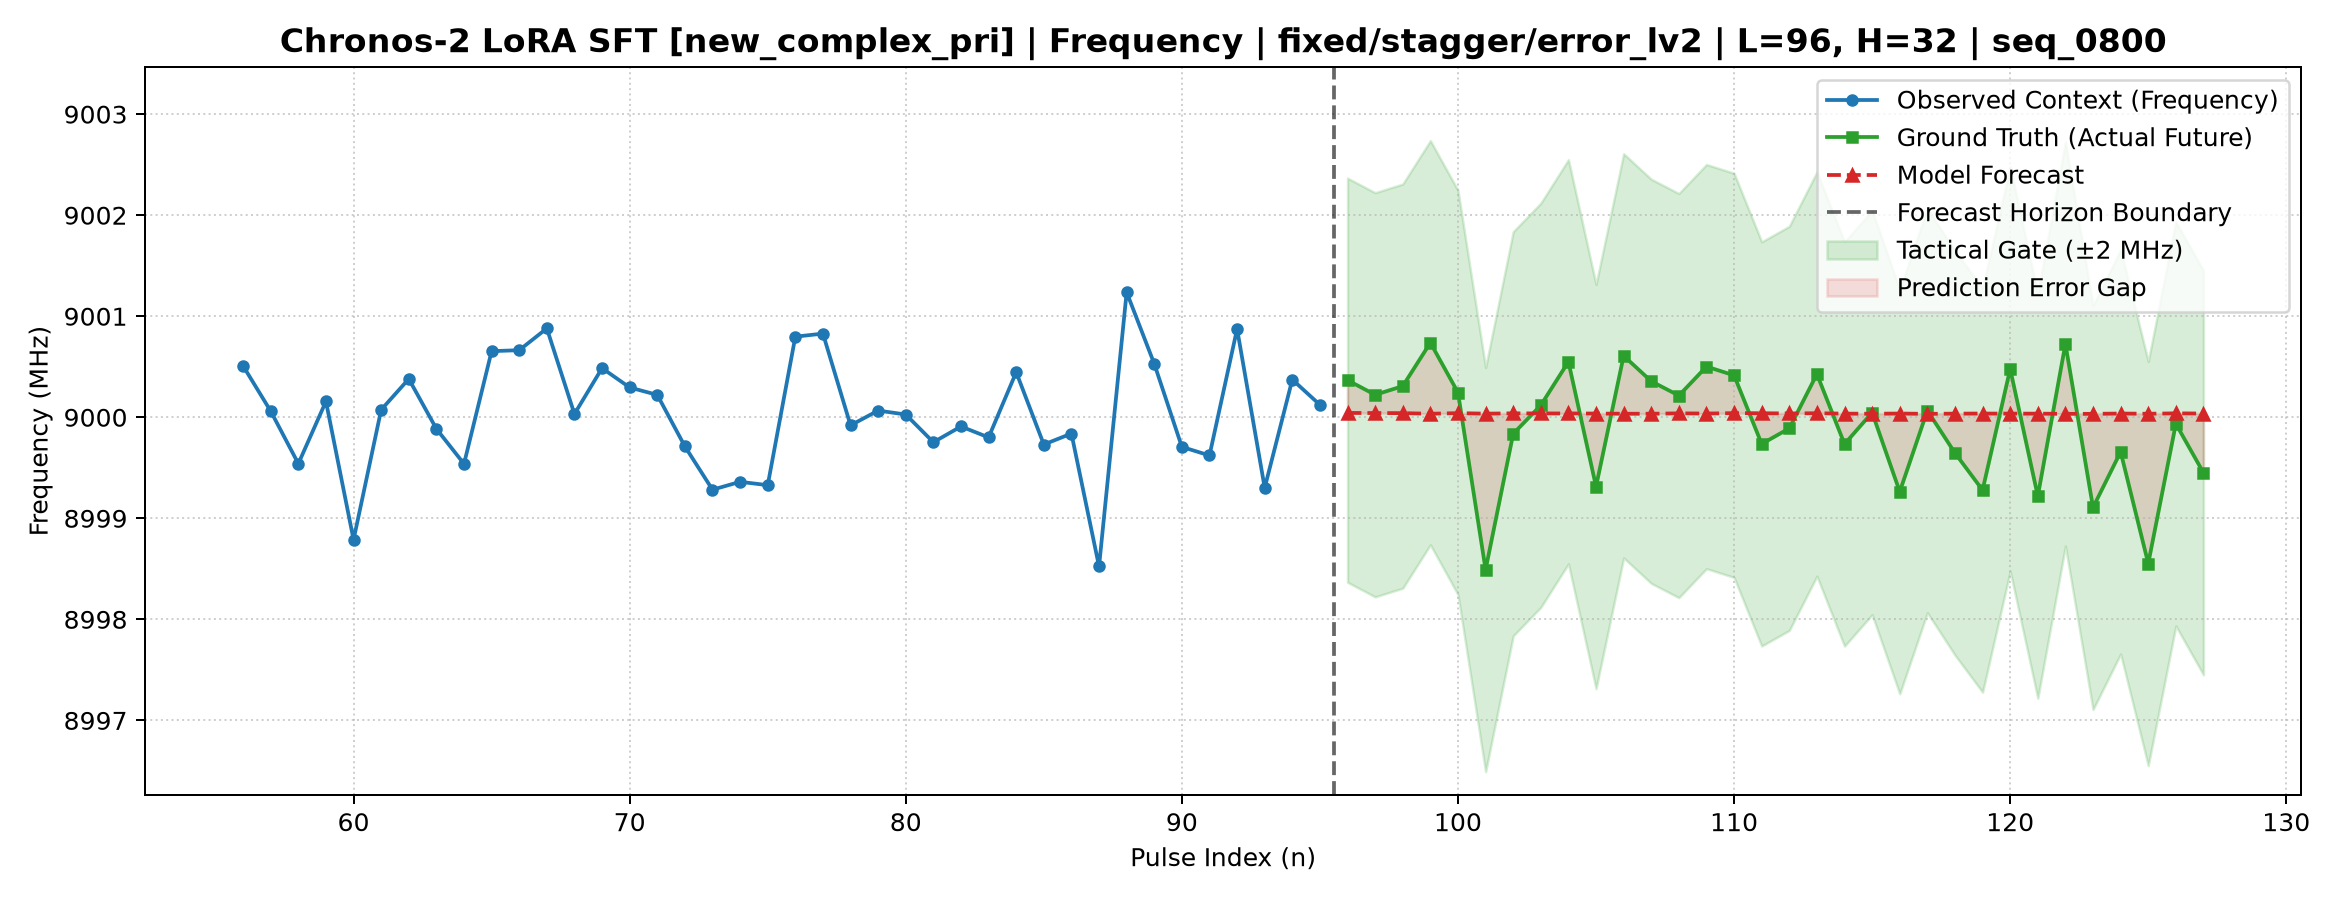 Chronos-2 LoRA SFT [new_complex_pri] | Frequency | fixed/stagger/error_lv2 | L=96, H=32 | seq_0800
Frequency (MHz)
9003
9002
9001
9000
8999
8998
8997
Observed Context (Frequency)
Ground Truth (Actual Future)
Model Forecast
Forecast Horizon Boundary
Tactical Gate (±2 MHz)
Prediction Error Gap
60 70 80 90 100 110 120 130
Pulse Index (n)